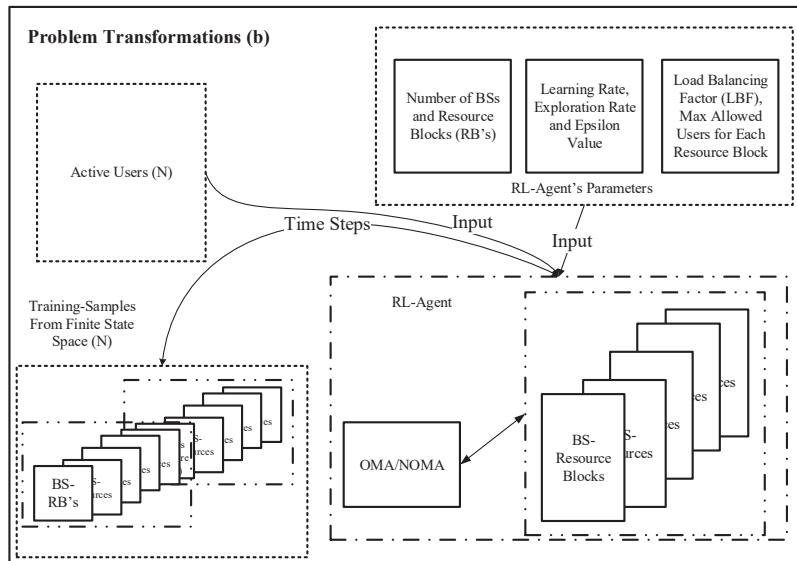 Problem Transformations (b)
Active Users (N)
Number of BSs
and Resource
Blocks (RB's)
Learning Rate,
Exploration Rate
and Epsilon
Value
Load Balancing
Factor (LBF),
Max Allowed
Users for Each
Resource Block
RL-Agent's Parameters
Input
Time Steps
Input
Training-Samples
From Finite State
Space (N)
RL-Agent
OMA/NOMA
BS-
Resource
Blocks
BS-
RB's